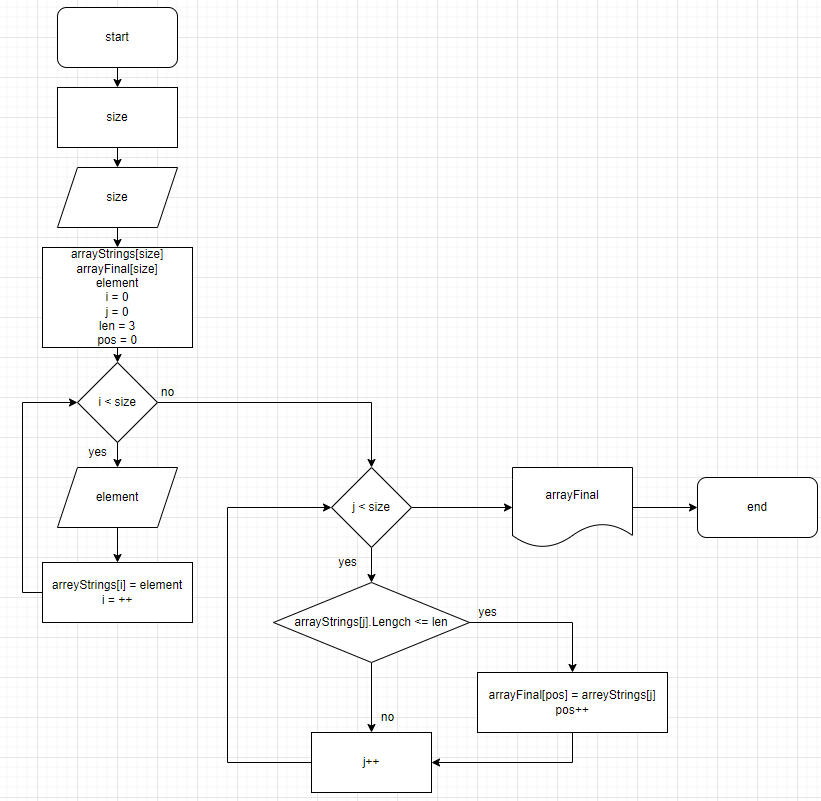 start
size
size
arrayStrings[size]
arrayFinal[size]
element
i = 0
j = 0
len = 3
pos = 0
i < size
no
yes
element
arreyStrings[i] = element
i = ++
j < size
arrayFinal
end
yes
arrayStrings[j].Lengch <= len
yes
arrayFinal[pos] = arreyStrings[j]
pos++
no
j++